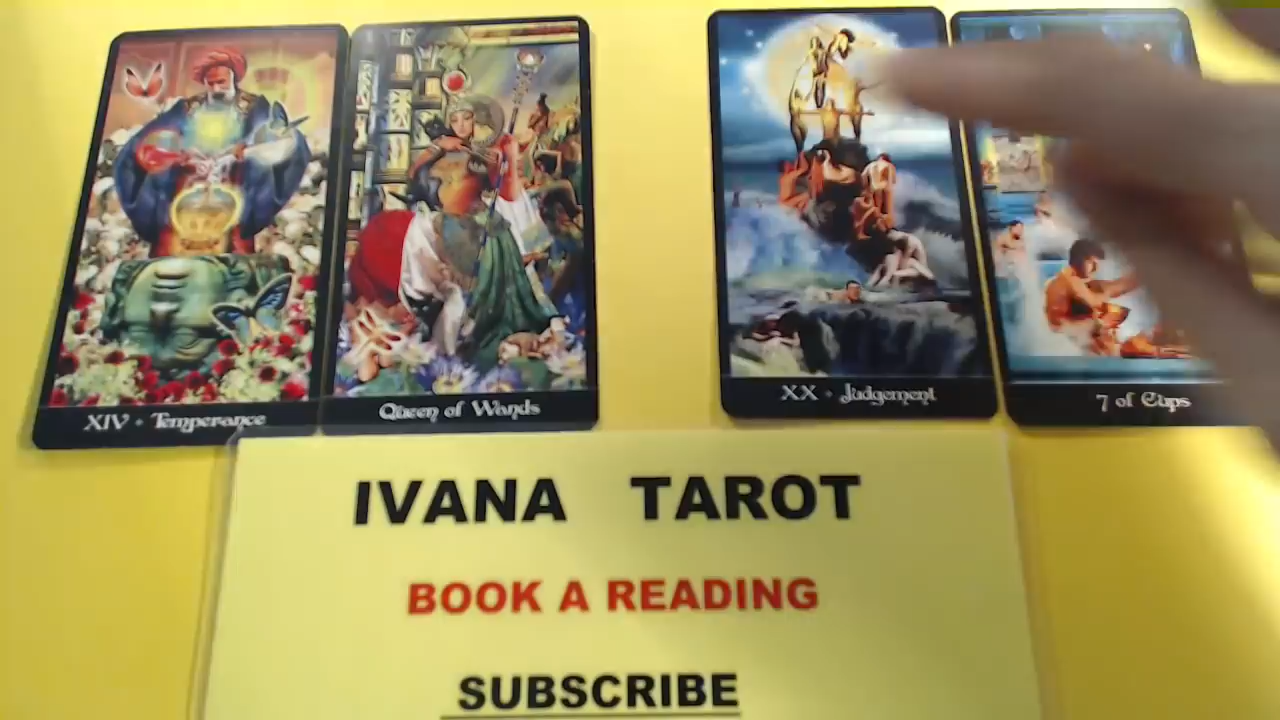 XIV · Temperance
Queen of Wands
XX · Judgement
7 of Cups
IVANA TAROT
BOOK A READING
SUBSCRIBE